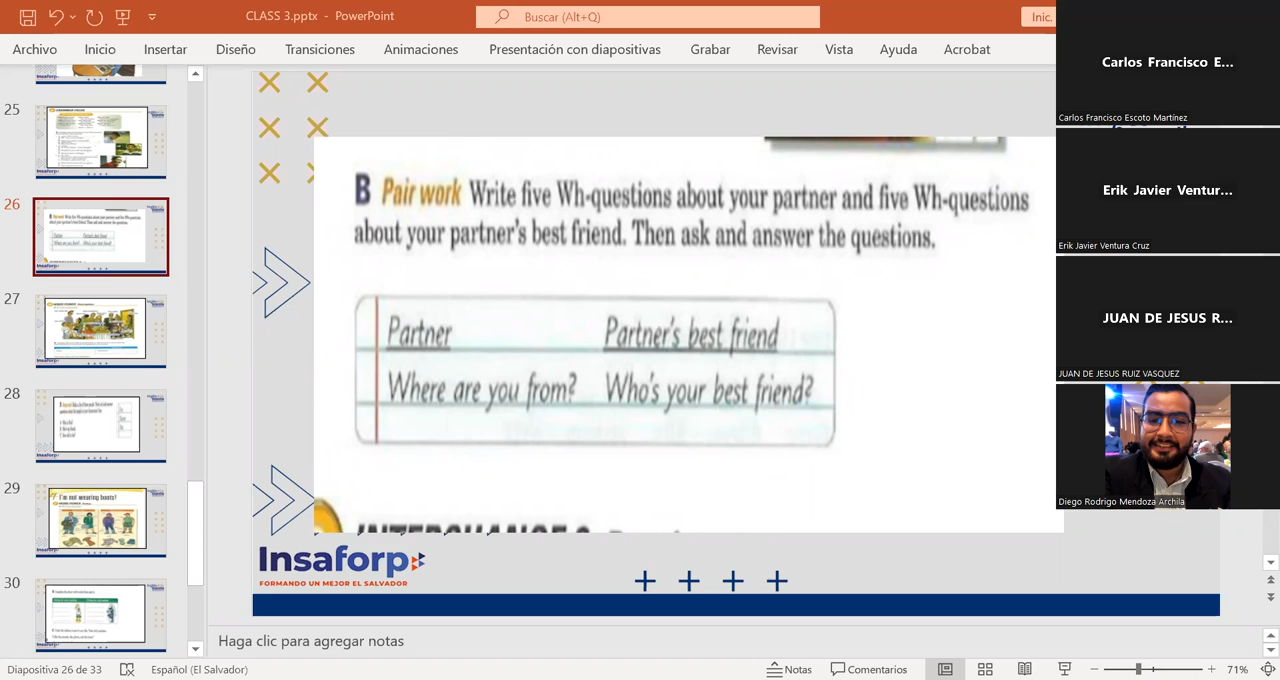 CLASS 3.pptx - PowerPoint
Buscar (Alt+Q)
Inic.
Archivo Inicio Insertar Diseño Transiciones Animaciones Presentación con diapositivas Grabar Revisar Vista Ayuda Acrobat
25
26
27
28
29
I'm not wearing boots!
30
B Pair work Write five Wh-questions about your partner and five Wh-questions
about your partner's best friend. Then ask and answer the questions.
Partner Partner's best friend
Where are you from? Who's your best friend?
Insaforp
FORMANDO UN MEJOR EL SALVADOR
Carlos Francisco E...
Carlos Francisco Escoto Martínez
Erik Javier Ventur...
Erik Javier Ventura Cruz
JUAN DE JESUS R...
JUAN DE JESUS RUIZ VASQUEZ
Diego Rodrigo Mendoza Archila
Haga clic para agregar notas
Diapositiva 26 de 33 Español (El Salvador) Notas Comentarios 71%